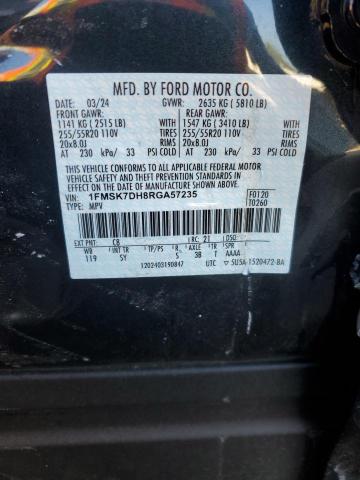 MFD. BY FORD MOTOR CO.
DATE: 03/24 GVWR: 2635 KG ( 5810 LB)
FRONT GAWR: REAR GAWR:
1141 KG ( 2515 LB) 1547 KG ( 3410 LB)
255/55R20 110V TIRES 255/55R20 110V TIRES
20x8.0J RIMS 20x8.0J RIMS
AT 230 kPa/ 33 PSI COLD AT 230 kPa/ 33 PSI COLD
THIS VEHICLE CONFORMS TO ALL APPLICABLE FEDERAL MOTOR
VEHICLE SAFETY AND THEFT PREVENTION STANDARDS IN EFFECT ON THE DATE OF
MANUFACTURE SHOWN ABOVE.
VIN: 1FMSK7DH8RGA57235 F0120
TYPE: MPV T0260
EXT PNT: C8 RC: 21 DSO:
WB BRK INT TR TP/PS R AXLE TR SPR
119 SY S S 3B T AAAA
1202403190847 UTC ▽ 5U5A-1520472-BA